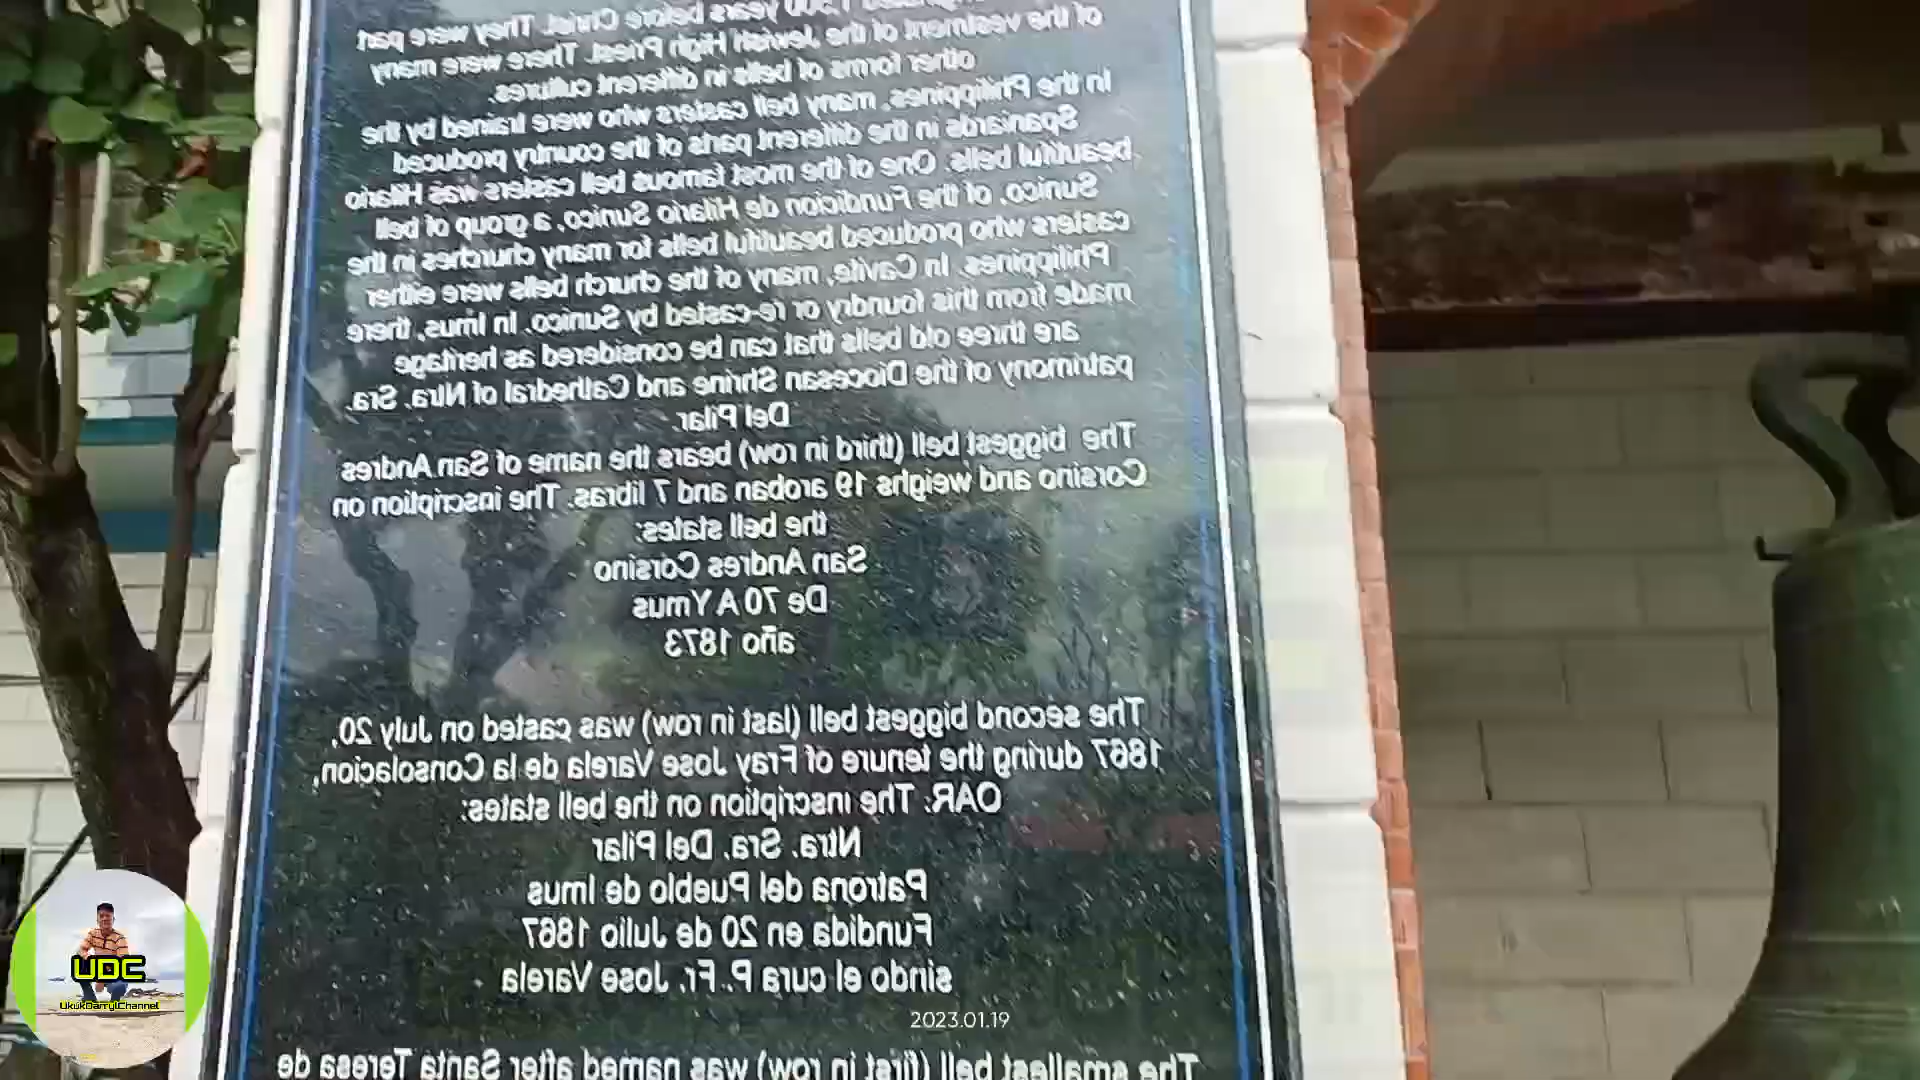 1,500 years before Christ. They were part
of the vestment of the Jewish High Priest. There were many
other forms of bells in different cultures.
In the Philippines, many bell casters who were trained by the
Spaniards in the different parts of the country produced
beautiful bells. One of the most famous bell casters was Hilario
Sunico, of the Fundicion de Hilario Sunico, a group of bell
casters who produced beautiful bells for many churches in the
Philippines. In Cavite, many of the church bells were either
made from this foundry or re-casted by Sunico. In Imus, there
are three old bells that can be considered as heritage
patrimony of the Diocesan Shrine and Cathedral of Ntra. Sra.
Del Pilar.
The biggest bell (third in row) bears the name of San Andres
Corsino and weighs 19 aroban and 7 libras. The inscription on
the bell states:
San Andres Corsino
De 70 A Ymus
año 1873
The second biggest bell (last in row) was casted on July 20,
1867 during the tenure of Fray Jose Varela de la Consolacion,
OAR. The inscription on the bell states:
Ntra. Sra. Del Pilar
Patrona del Pueblo de Imus
Fundida en 20 de Julio 1867
sindo el cura P. Fr. Jose Varela
The smallest bell (first in row) was named after Santa Teresa de
UDC
UkukDarrylChannel
2023.01.19